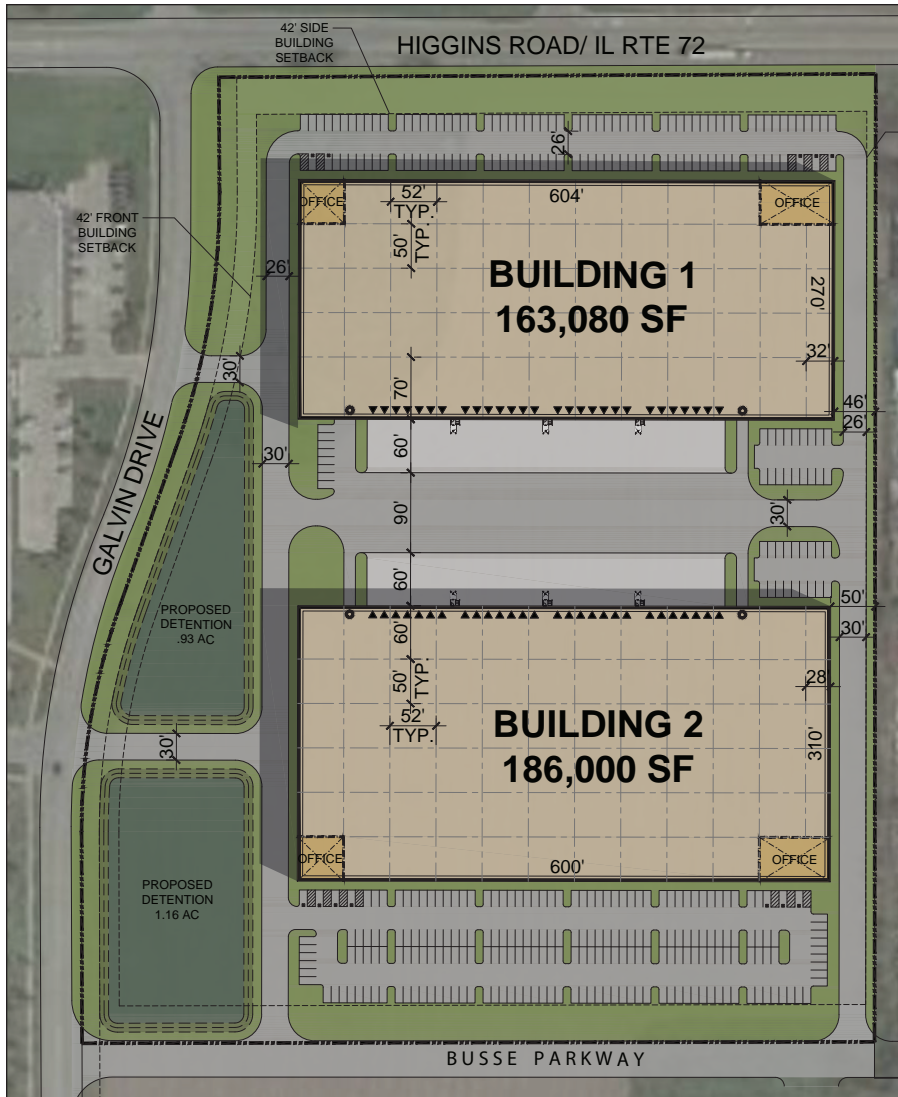 HIGGINS ROAD/ IL RTE 72
42' SIDE
BUILDING
SETBACK
26'
OFFICE
52'
TYP.
604'
OFFICE
42' FRONT
BUILDING
SETBACK
50'
TYP.
26'
BUILDING 1
163,080 SF
270'
32'
30'
70'
46'
26'
GALVIN DRIVE
30'
60'
90'
30'
60'
PROPOSED
DETENTION
.93 AC
50'
60'
30'
50'
TYP.
28'
52'
TYP.
BUILDING 2
186,000 SF
310'
30'
OFFICE
600'
OFFICE
PROPOSED
DETENTION
1.16 AC
BUSSE PARKWAY